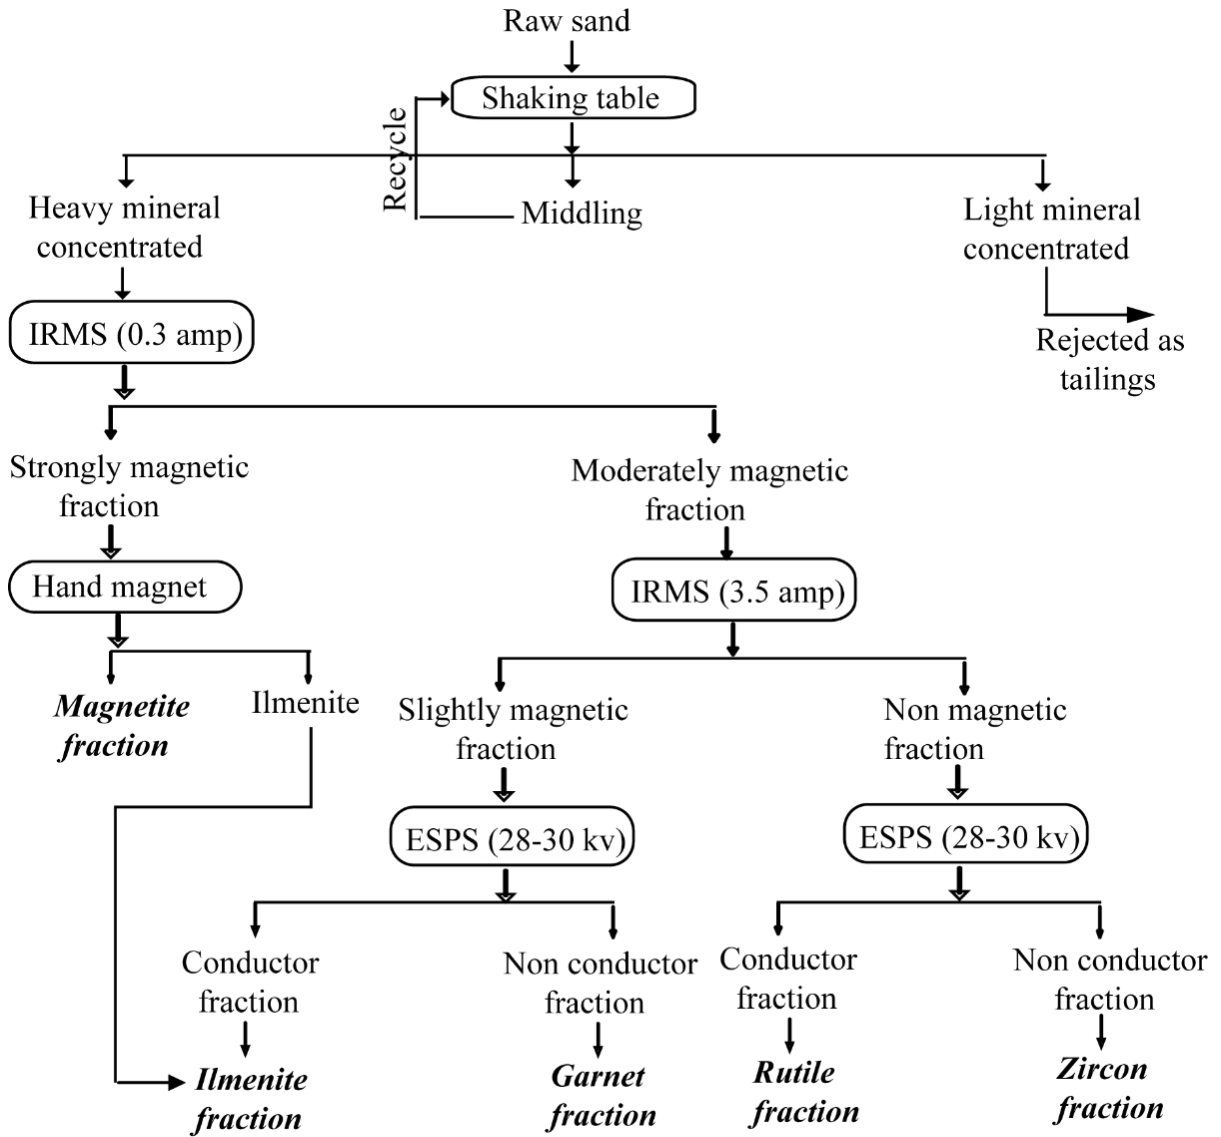 Raw sand
Shaking table
Recycle
Heavy mineral
concentrated
Middling
Light mineral
concentrated
IRMS (0.3 amp)
Rejected as
tailings
Strongly magnetic
fraction
Moderately magnetic
fraction
Hand magnet
IRMS (3.5 amp)
Magnetite
fraction
Ilmenite
Slightly magnetic
fraction
Non magnetic
fraction
ESPS (28-30 kv)
ESPS (28-30 kv)
Conductor
fraction
Non conductor
fraction
Conductor
fraction
Non conductor
fraction
Ilmenite
fraction
Garnet
fraction
Rutile
fraction
Zircon
fraction